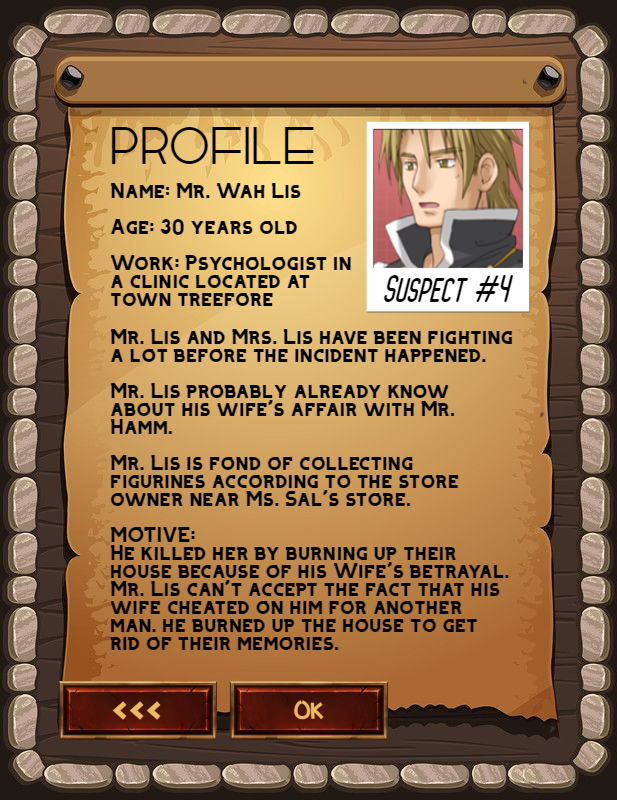 PROFILE
Name: Mr. Wah Lis
Age: 30 years old
Work: Psychologist in
a clinic located at
town treefore
Suspect #4
Mr. Lis and Mrs. Lis have been fighting
a lot before the incident happened.
Mr. Lis probably already know
about his wife's affair with Mr.
Hamm.
Mr. Lis is fond of collecting
figurines according to the store
owner near Ms. Sal's store.
MOTIVE:
He killed her by burning up their
house because of his Wife's betrayal.
Mr. Lis can't accept the fact that his
wife cheated on him for another
man. he burned up the house to get
rid of their memories.
<<< OK